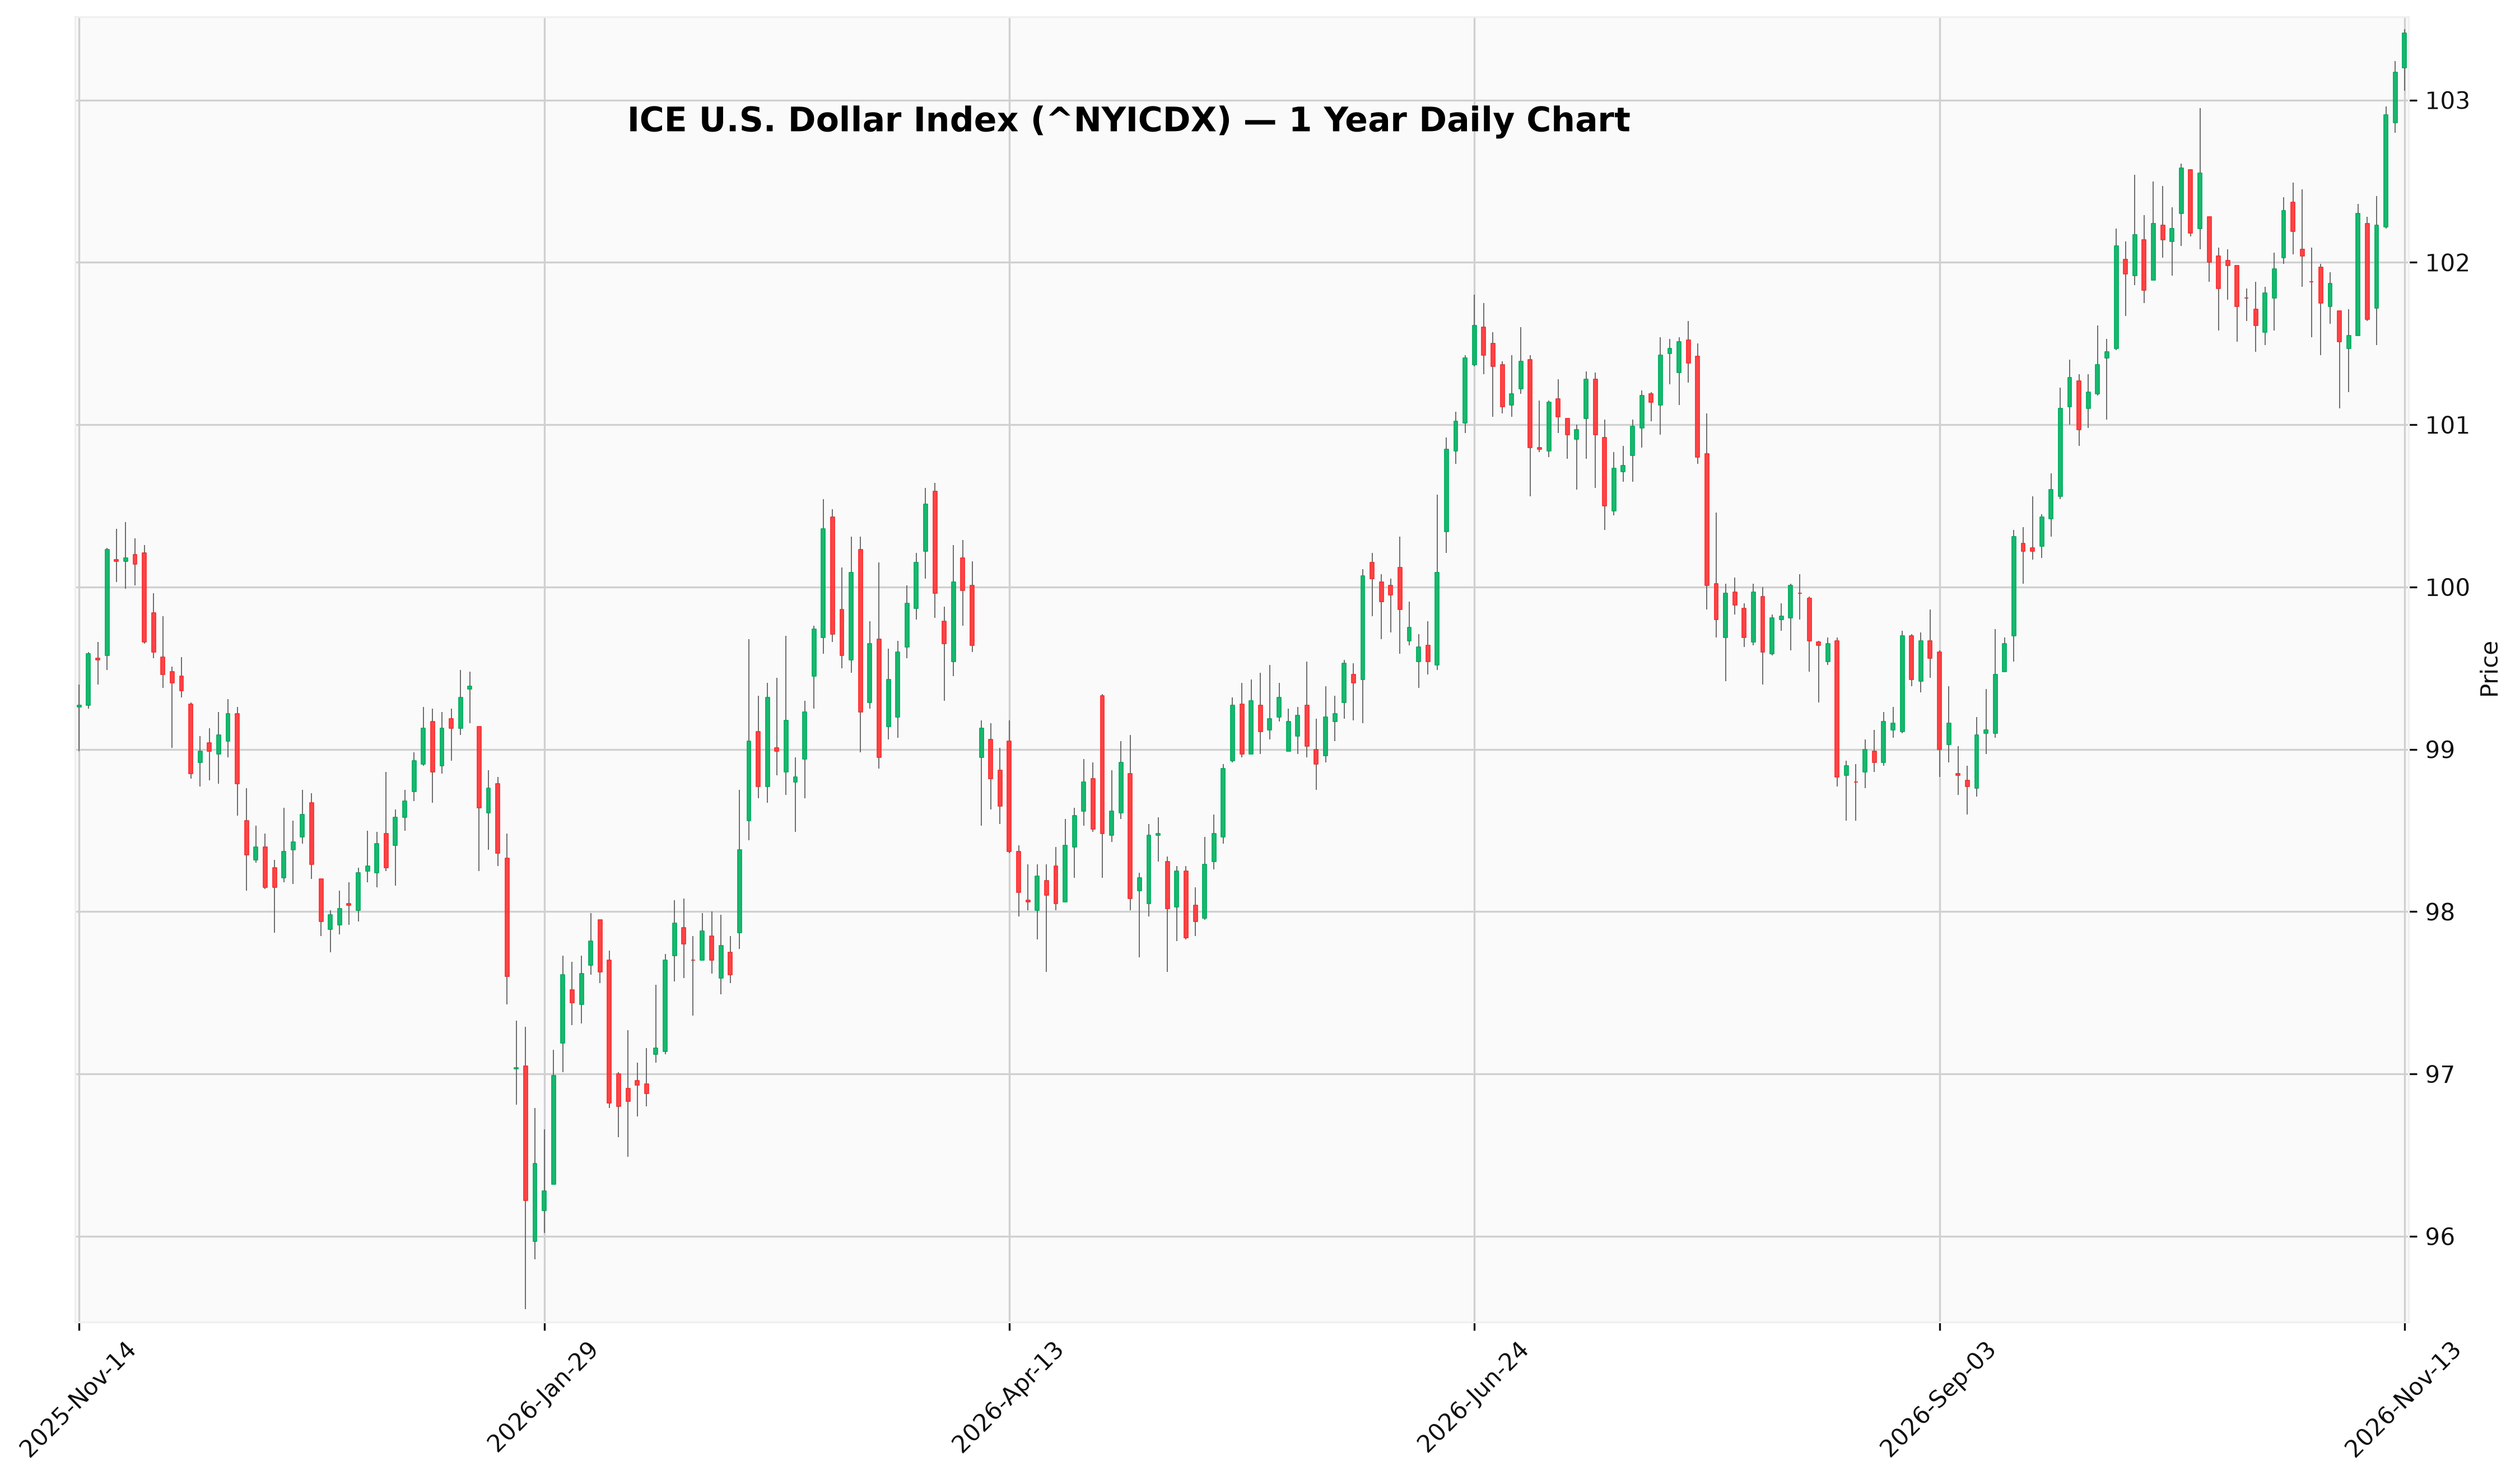 ICE U.S. Dollar Index (^NYICDX) — 1 Year Daily Chart
103
102
101
100
99
98
97
96
Price
2025-Nov-14
2026-Jan-29
2026-Apr-13
2026-Jun-24
2026-Sep-03
2026-Nov-13